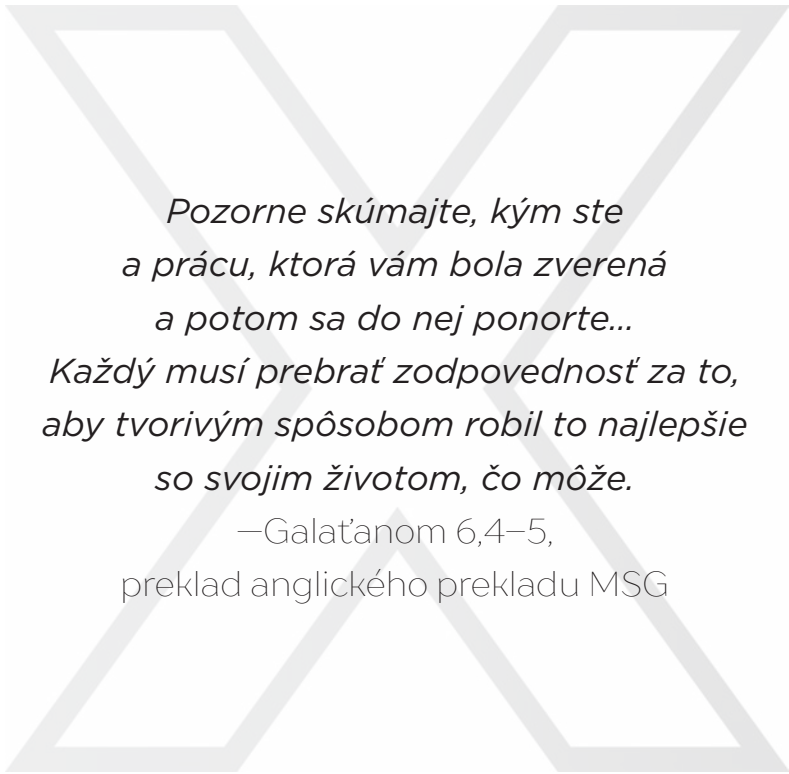 Pozorne skúmajte, kým ste
a prácu, ktorá vám bola zverená
a potom sa do nej ponorte...
Každý musí prebrať zodpovednosť za to,
aby tvorivým spôsobom robil to najlepšie
so svojim životom, čo môže.
—Galaťanom 6,4–5,
preklad anglického prekladu MSG